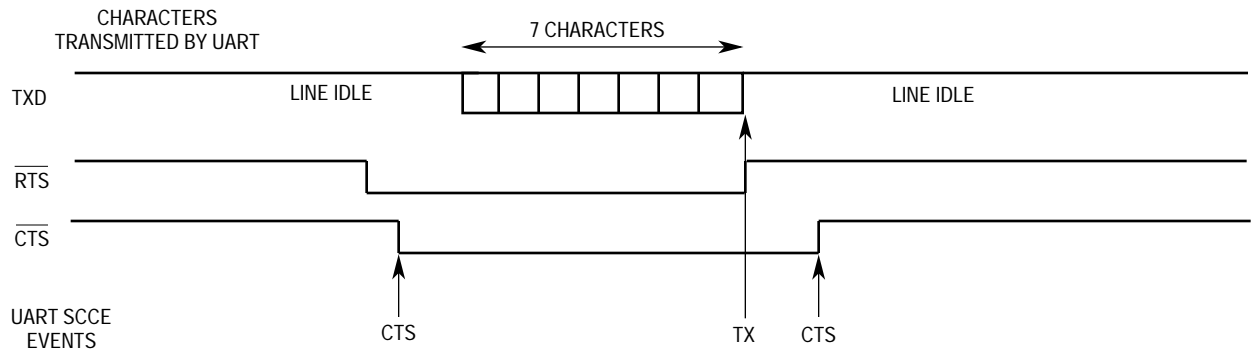 CHARACTERS
TRANSMITTED BY UART
7 CHARACTERS
TXD
LINE IDLE
LINE IDLE
RTS
CTS
UART SCCE
EVENTS
CTS
TX
CTS